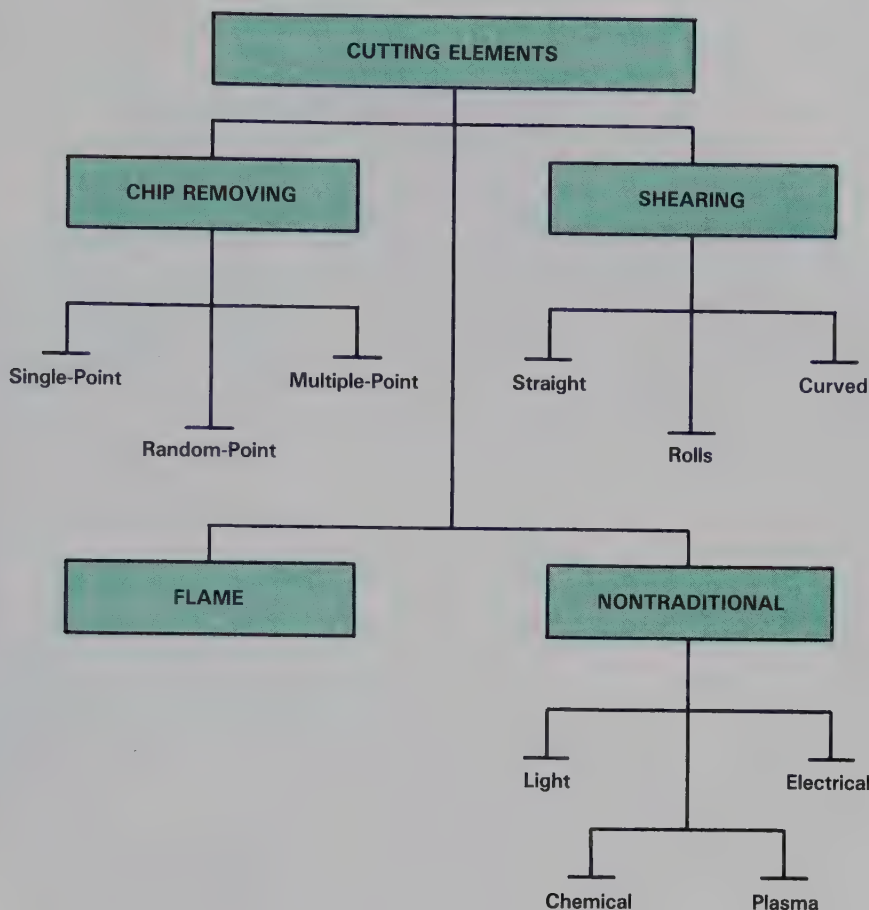 CUTTING ELEMENTS
CHIP REMOVING
SHEARING
Single-Point
Multiple-Point
Random-Point
Straight
Curved
Rolls
FLAME
NONTRADITIONAL
Light
Electrical
Chemical
Plasma